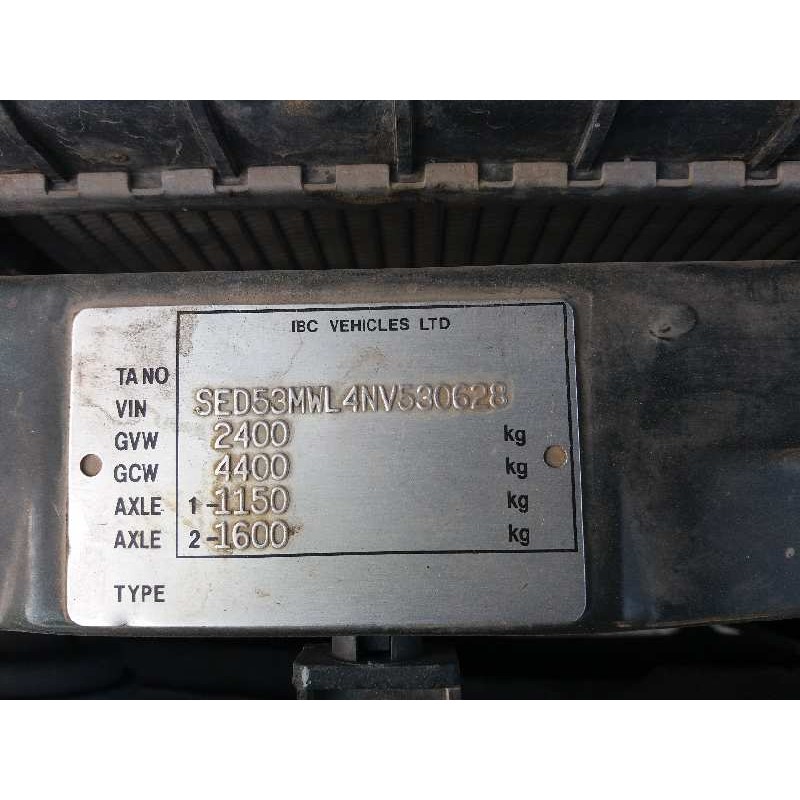 IBC VEHICLES LTD
TA NO
VIN SED53MWL4NV530628
GVW 2400 kg
GCW 4400 kg
AXLE 1-1150 kg
AXLE 2-1600 kg
TYPE